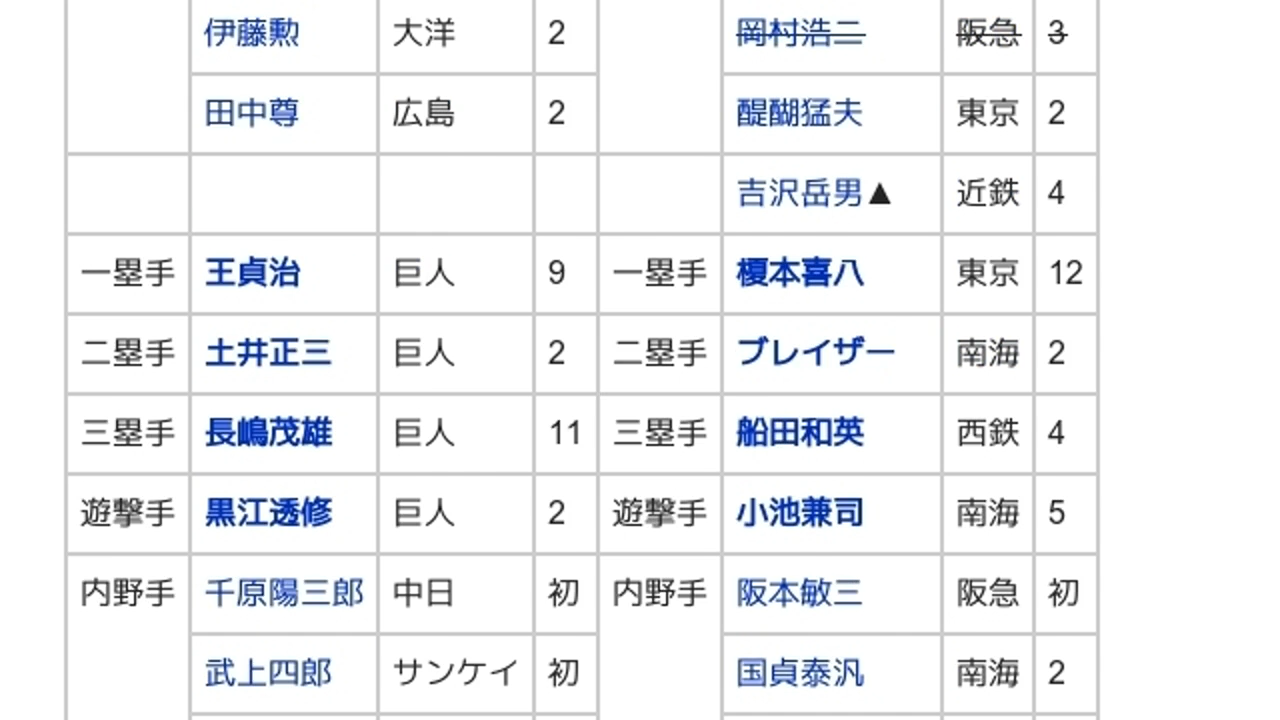 伊藤勲 大洋 2 岡村浩二 阪急 3
田中尊 広島 2 醍醐猛夫 東京 2
吉沢岳男▲ 近鉄 4
一塁手 王貞治 巨人 9 一塁手 榎本喜八 東京 12
二塁手 土井正三 巨人 2 二塁手 ブレイザー 南海 2
三塁手 長嶋茂雄 巨人 11 三塁手 船田和英 西鉄 4
遊撃手 黒江透修 巨人 2 遊撃手 小池兼司 南海 5
内野手 千原陽三郎 中日 初 内野手 阪本敏三 阪急 初
武上四郎 サンケイ 初 国貞泰汎 南海 2